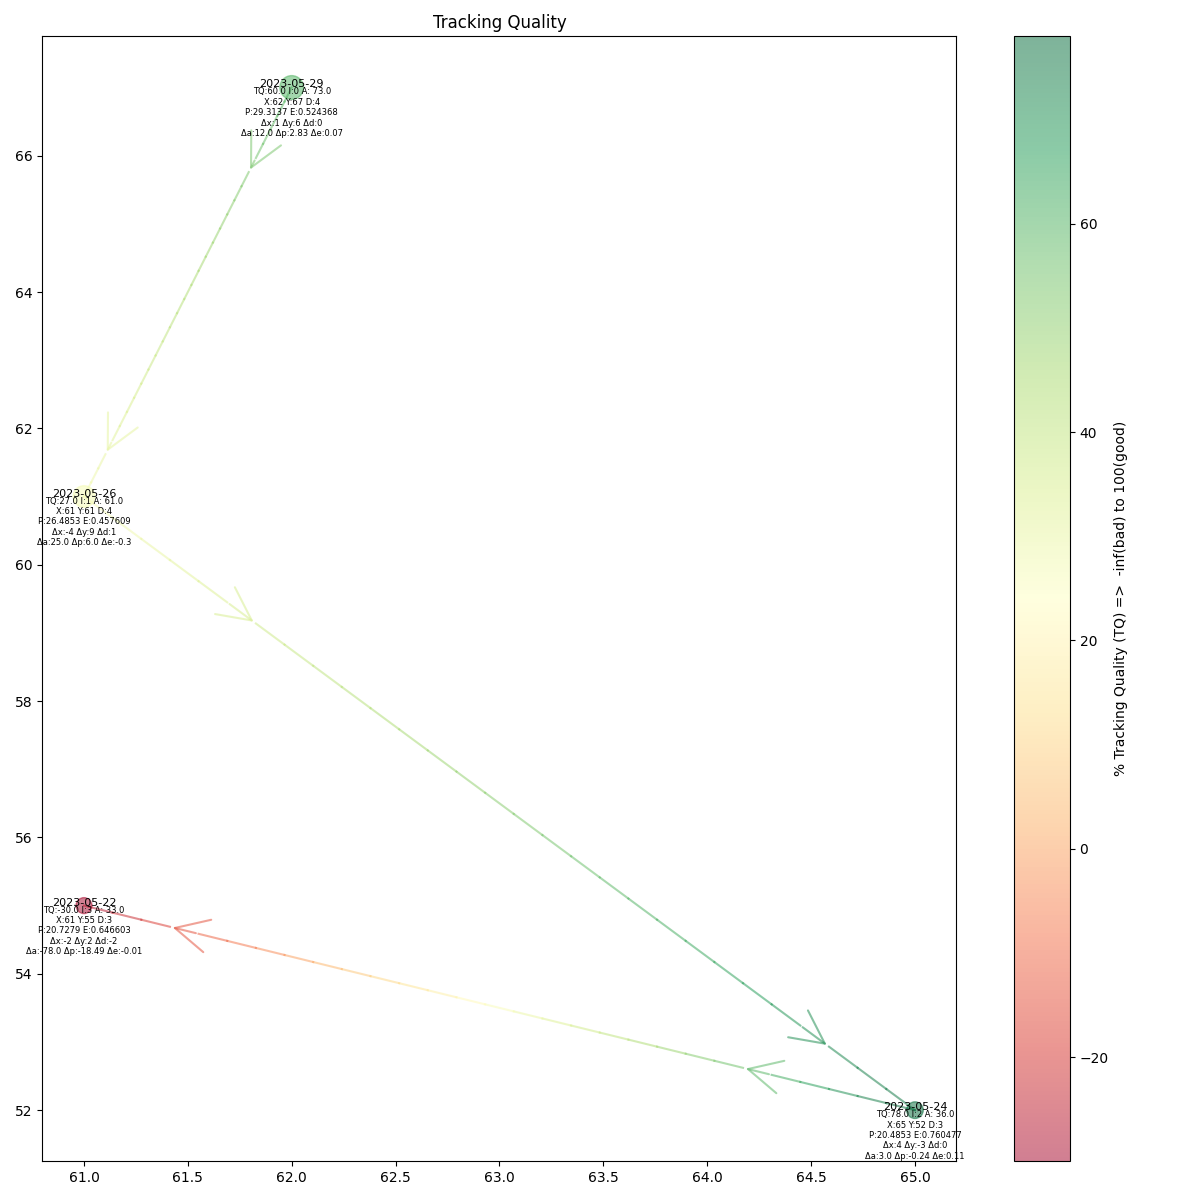 Tracking Quality
2023-05-29
TQ:60.0 I:0 A: 73.0
X:62 Y:67 D:4
P:29.3137 E:0.524368
Δx:1 Δy:6 Δd:0
Δa:12.0 Δp:2.83 Δe:0.07
2023-05-26
TQ:27.0 I:1 A: 61.0
X:61 Y:61 D:4
P:26.4853 E:0.457609
Δx:-4 Δy:9 Δd:1
Δa:25.0 Δp:6.0 Δe:-0.3
2023-05-22
TQ:-30.0 I:3 A: 33.0
X:61 Y:55 D:3
P:20.7279 E:0.646603
Δx:-2 Δy:2 Δd:-2
Δa:-78.0 Δp:-18.49 Δe:-0.01
2023-05-24
TQ:78.0 I:2 A: 36.0
X:65 Y:52 D:3
P:20.4853 E:0.760477
Δx:4 Δy:-3 Δd:0
Δa:3.0 Δp:-0.24 Δe:0.11
66
64
62
60
58
56
54
52
61.0 61.5 62.0 62.5 63.0 63.5 64.0 64.5 65.0
60
40
20
0
−20
% Tracking Quality (TQ) => -inf(bad) to 100(good)